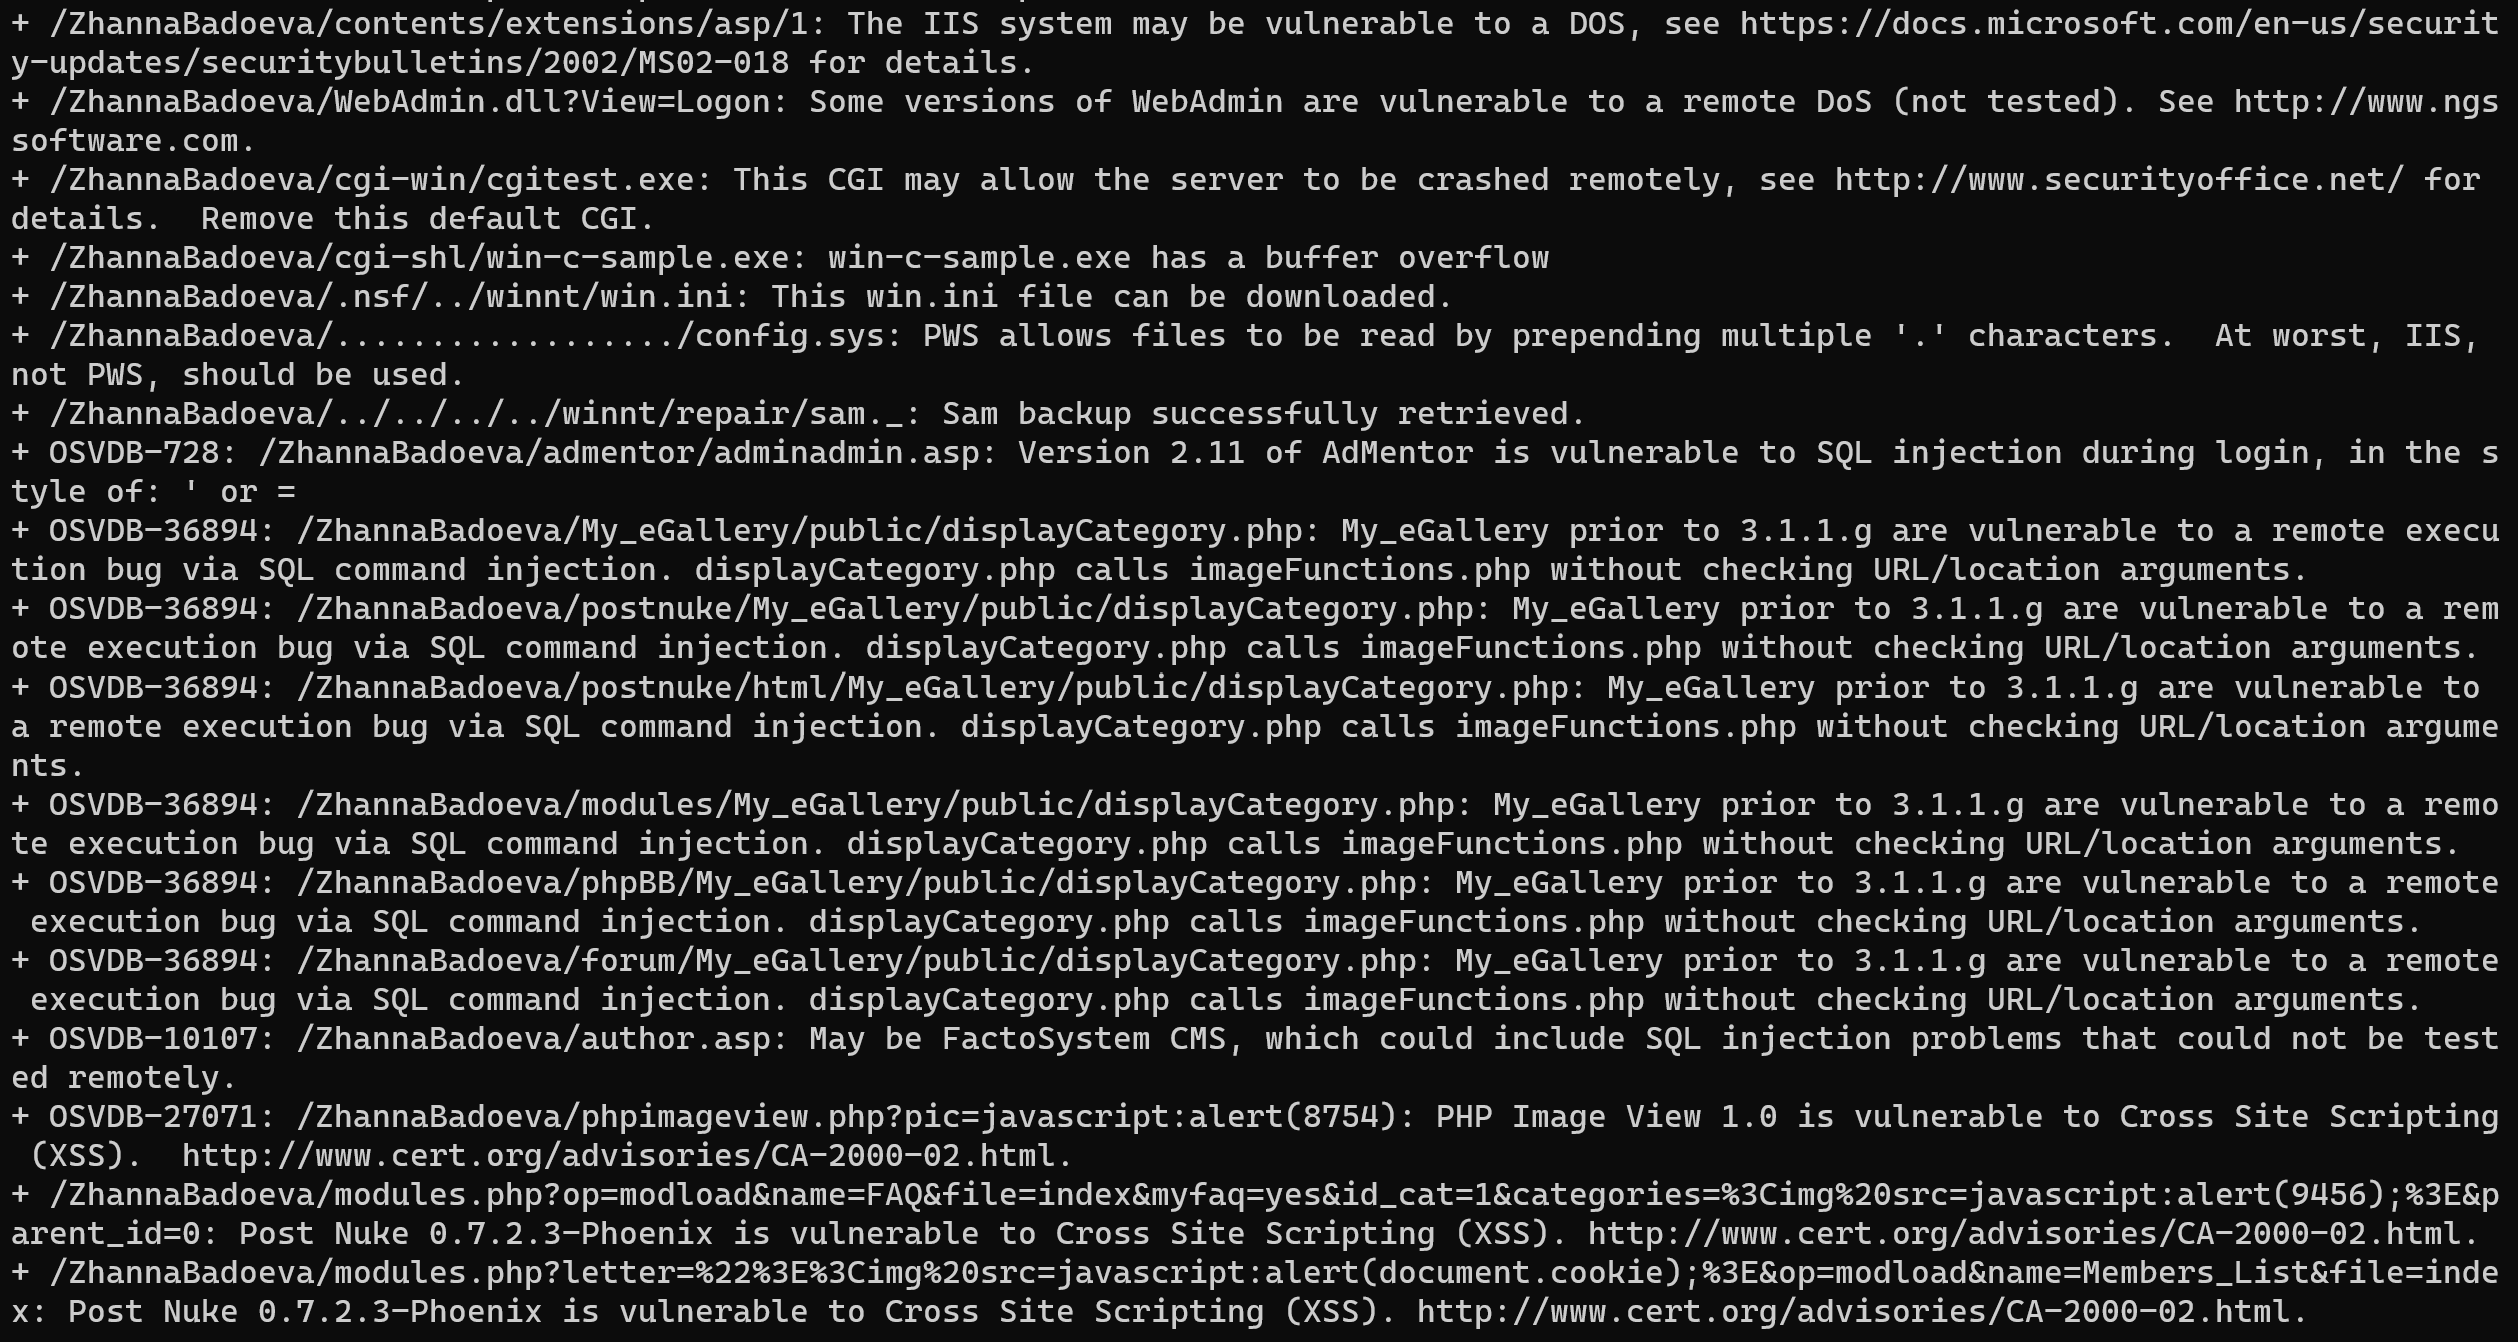 + /ZhannaBadoeva/contents/extensions/asp/1: The IIS system may be vulnerable to a DOS, see https://docs.microsoft.com/en-us/securit
y-updates/securitybulletins/2002/MS02-018 for details.
+ /ZhannaBadoeva/WebAdmin.dll?View=Logon: Some versions of WebAdmin are vulnerable to a remote DoS (not tested). See http://www.ngs
software.com.
+ /ZhannaBadoeva/cgi-win/cgitest.exe: This CGI may allow the server to be crashed remotely, see http://www.securityoffice.net/ for
details.  Remove this default CGI.
+ /ZhannaBadoeva/cgi-shl/win-c-sample.exe: win-c-sample.exe has a buffer overflow
+ /ZhannaBadoeva/.nsf/../winnt/win.ini: This win.ini file can be downloaded.
+ /ZhannaBadoeva/................../config.sys: PWS allows files to be read by prepending multiple '.' characters.  At worst, IIS,
not PWS, should be used.
+ /ZhannaBadoeva/../../../../winnt/repair/sam._: Sam backup successfully retrieved.
+ OSVDB-728: /ZhannaBadoeva/admentor/adminadmin.asp: Version 2.11 of AdMentor is vulnerable to SQL injection during login, in the s
tyle of: ' or =
+ OSVDB-36894: /ZhannaBadoeva/My_eGallery/public/displayCategory.php: My_eGallery prior to 3.1.1.g are vulnerable to a remote execu
tion bug via SQL command injection. displayCategory.php calls imageFunctions.php without checking URL/location arguments.
+ OSVDB-36894: /ZhannaBadoeva/postnuke/My_eGallery/public/displayCategory.php: My_eGallery prior to 3.1.1.g are vulnerable to a rem
ote execution bug via SQL command injection. displayCategory.php calls imageFunctions.php without checking URL/location arguments.
+ OSVDB-36894: /ZhannaBadoeva/postnuke/html/My_eGallery/public/displayCategory.php: My_eGallery prior to 3.1.1.g are vulnerable to
a remote execution bug via SQL command injection. displayCategory.php calls imageFunctions.php without checking URL/location argume
nts.
+ OSVDB-36894: /ZhannaBadoeva/modules/My_eGallery/public/displayCategory.php: My_eGallery prior to 3.1.1.g are vulnerable to a remo
te execution bug via SQL command injection. displayCategory.php calls imageFunctions.php without checking URL/location arguments.
+ OSVDB-36894: /ZhannaBadoeva/phpBB/My_eGallery/public/displayCategory.php: My_eGallery prior to 3.1.1.g are vulnerable to a remote
 execution bug via SQL command injection. displayCategory.php calls imageFunctions.php without checking URL/location arguments.
+ OSVDB-36894: /ZhannaBadoeva/forum/My_eGallery/public/displayCategory.php: My_eGallery prior to 3.1.1.g are vulnerable to a remote
 execution bug via SQL command injection. displayCategory.php calls imageFunctions.php without checking URL/location arguments.
+ OSVDB-10107: /ZhannaBadoeva/author.asp: May be FactoSystem CMS, which could include SQL injection problems that could not be test
ed remotely.
+ OSVDB-27071: /ZhannaBadoeva/phpimageview.php?pic=javascript:alert(8754): PHP Image View 1.0 is vulnerable to Cross Site Scripting
 (XSS).  http://www.cert.org/advisories/CA-2000-02.html.
+ /ZhannaBadoeva/modules.php?op=modload&name=FAQ&file=index&myfaq=yes&id_cat=1&categories=%3Cimg%20src=javascript:alert(9456);%3E&p
arent_id=0: Post Nuke 0.7.2.3-Phoenix is vulnerable to Cross Site Scripting (XSS). http://www.cert.org/advisories/CA-2000-02.html.
+ /ZhannaBadoeva/modules.php?letter=%22%3E%3Cimg%20src=javascript:alert(document.cookie);%3E&op=modload&name=Members_List&file=inde
x: Post Nuke 0.7.2.3-Phoenix is vulnerable to Cross Site Scripting (XSS). http://www.cert.org/advisories/CA-2000-02.html.